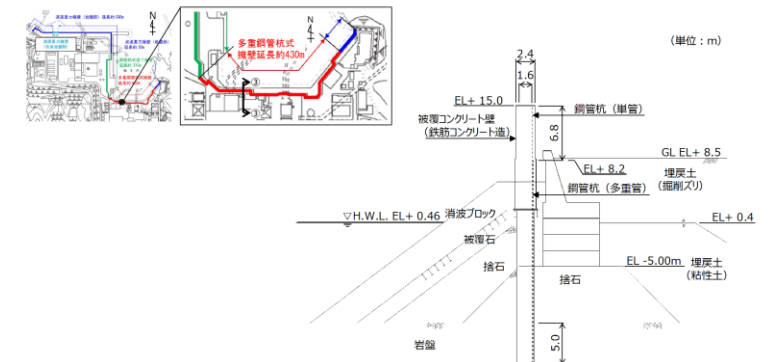 N
多重鋼管杭式
擁壁延長約430m
N
③
③
（単位：m）
2.4
1.6
EL+ 15.0
鋼管杭（単管）
被覆コンクリート壁
（鉄筋コンクリート造）
6.8
GL EL+ 8.5
EL+ 8.2
埋戻土
（掘削ズリ）
鋼管杭（多重管）
▽H.W.L. EL+ 0.46
消波ブロック
EL+ 0.4
被覆石
捨石
EL -5.00m
埋戻土
（粘性土）
捨石
岩盤
5.0